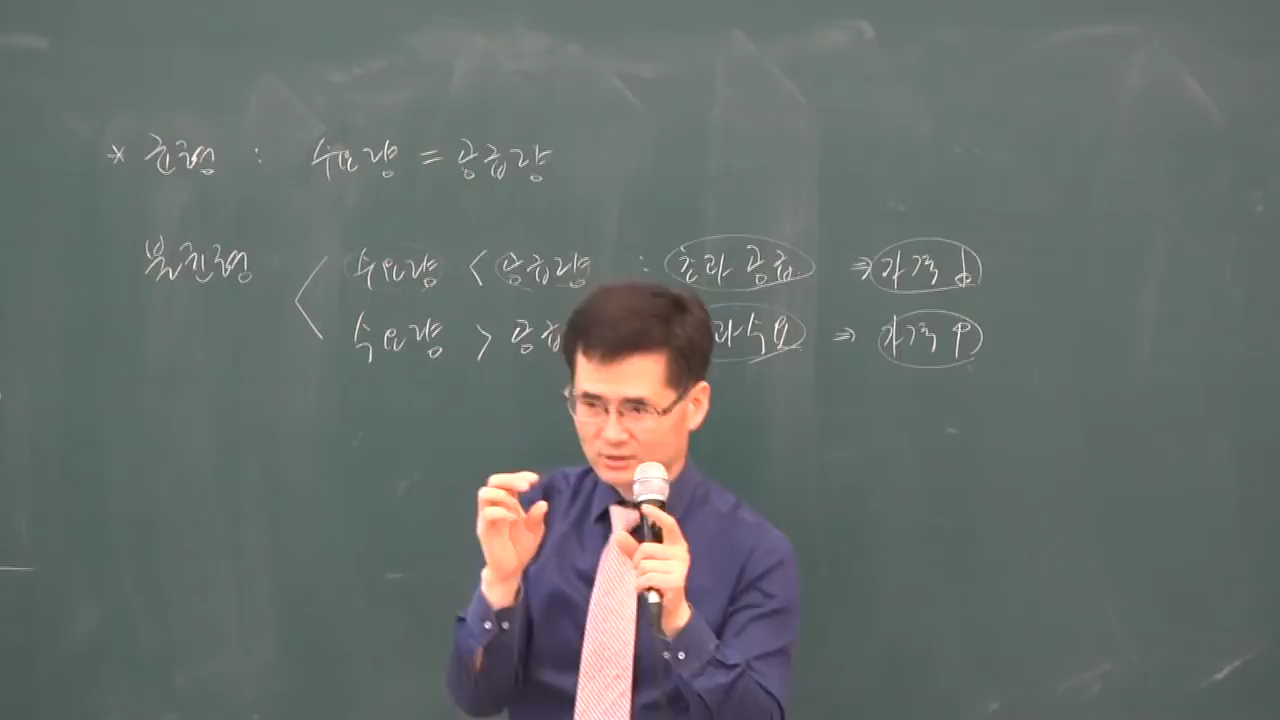 * 균형 : 수요량 = 공급량
불균형 < 수요량 < 공급량 : 초과 공급 ⇒ 가격 ↓
수요량 > 공급 과수요 ⇒ 가격 ↑